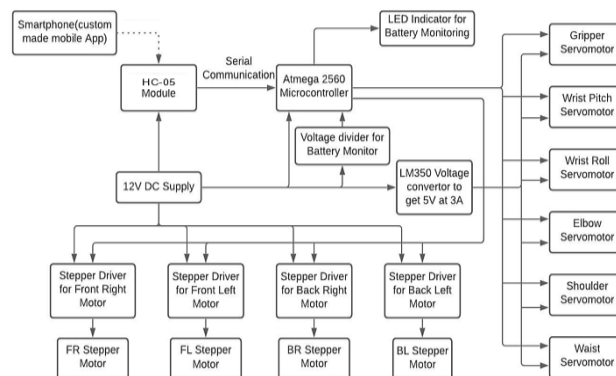 Smartphone(custom
made mobile App)
LED Indicator for
Battery Monitoring
Gripper
Servomotor
Serial
Communication
HC-05
Module
Atmega 2560
Microcontroller
Wrist Pitch
Servomotor
Voltage divider for
Battery Monitor
Wrist Roll
Servomotor
12V DC Supply
LM350 Voltage
convertor to
get 5V at 3A
Elbow
Servomotor
Stepper Driver
for Front Right
Motor
Stepper Driver
for Front Left
Motor
Stepper Driver
for Back Right
Motor
Stepper Driver
for Back Left
Motor
Shoulder
Servomotor
FR Stepper
Motor
FL Stepper
Motor
BR Stepper
Motor
BL Stepper
Motor
Waist
Servomotor